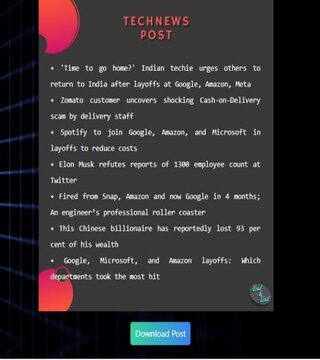 TECHNEWS
POST
• 'Time to go home?' Indian techie urges others to
return to India after layoffs at Google, Amazon, Meta
• Zomato customer uncovers shocking Cash-on-Delivery
scam by delivery staff
• Spotify to join Google, Amazon, and Microsoft in
layoffs to reduce costs
• Elon Musk refutes reports of 1300 employee count at
Twitter
• Fired from Snap, Amazon and now Google in 4 months;
An engineer's professional roller coaster
• This Chinese billionaire has reportedly lost 93 per
cent of his wealth
• Google, Microsoft, and Amazon layoffs: Which
departments took the most hit
Download Post